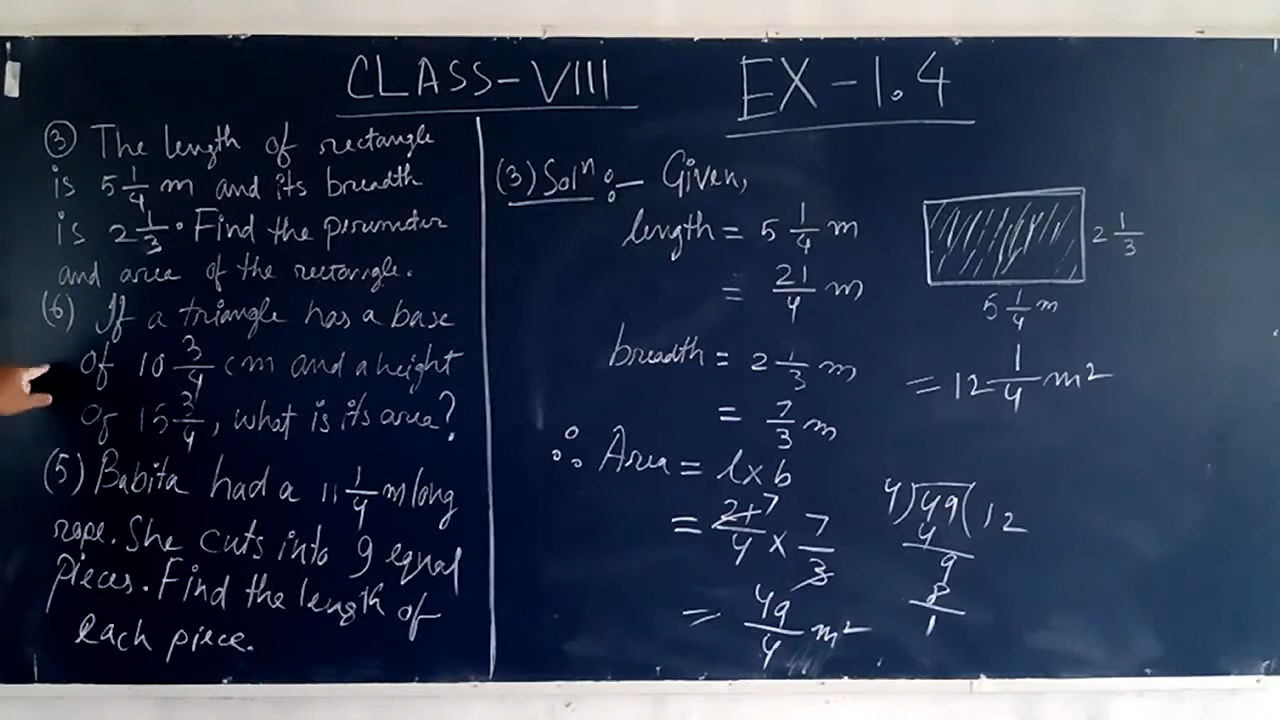 CLASS-VIII
EX-1.4
(3) The length of rectangle
is 5 1/4 m and its breadth
is 2 1/3. Find the perimeter
and area of the rectangle.
(6) If a triangle has a base
of 10 3/4 cm and a height
of 15 3/4, what is its area?
(5) Babita had a 11 1/4 m long
rope. She cuts into 9 equal
pieces. Find the length of
each piece.
(3) Solⁿ :- Given,
length = 5 1/4 m
= 21/4 m
breadth = 2 1/3 m
= 7/3 m
∴ Area = l x b
= 21/4 7 x 7/3
= 49/4 m²
2 1/3
5 1/4 m
= 12 1/4 m²
4)49(12
4
9
8
1